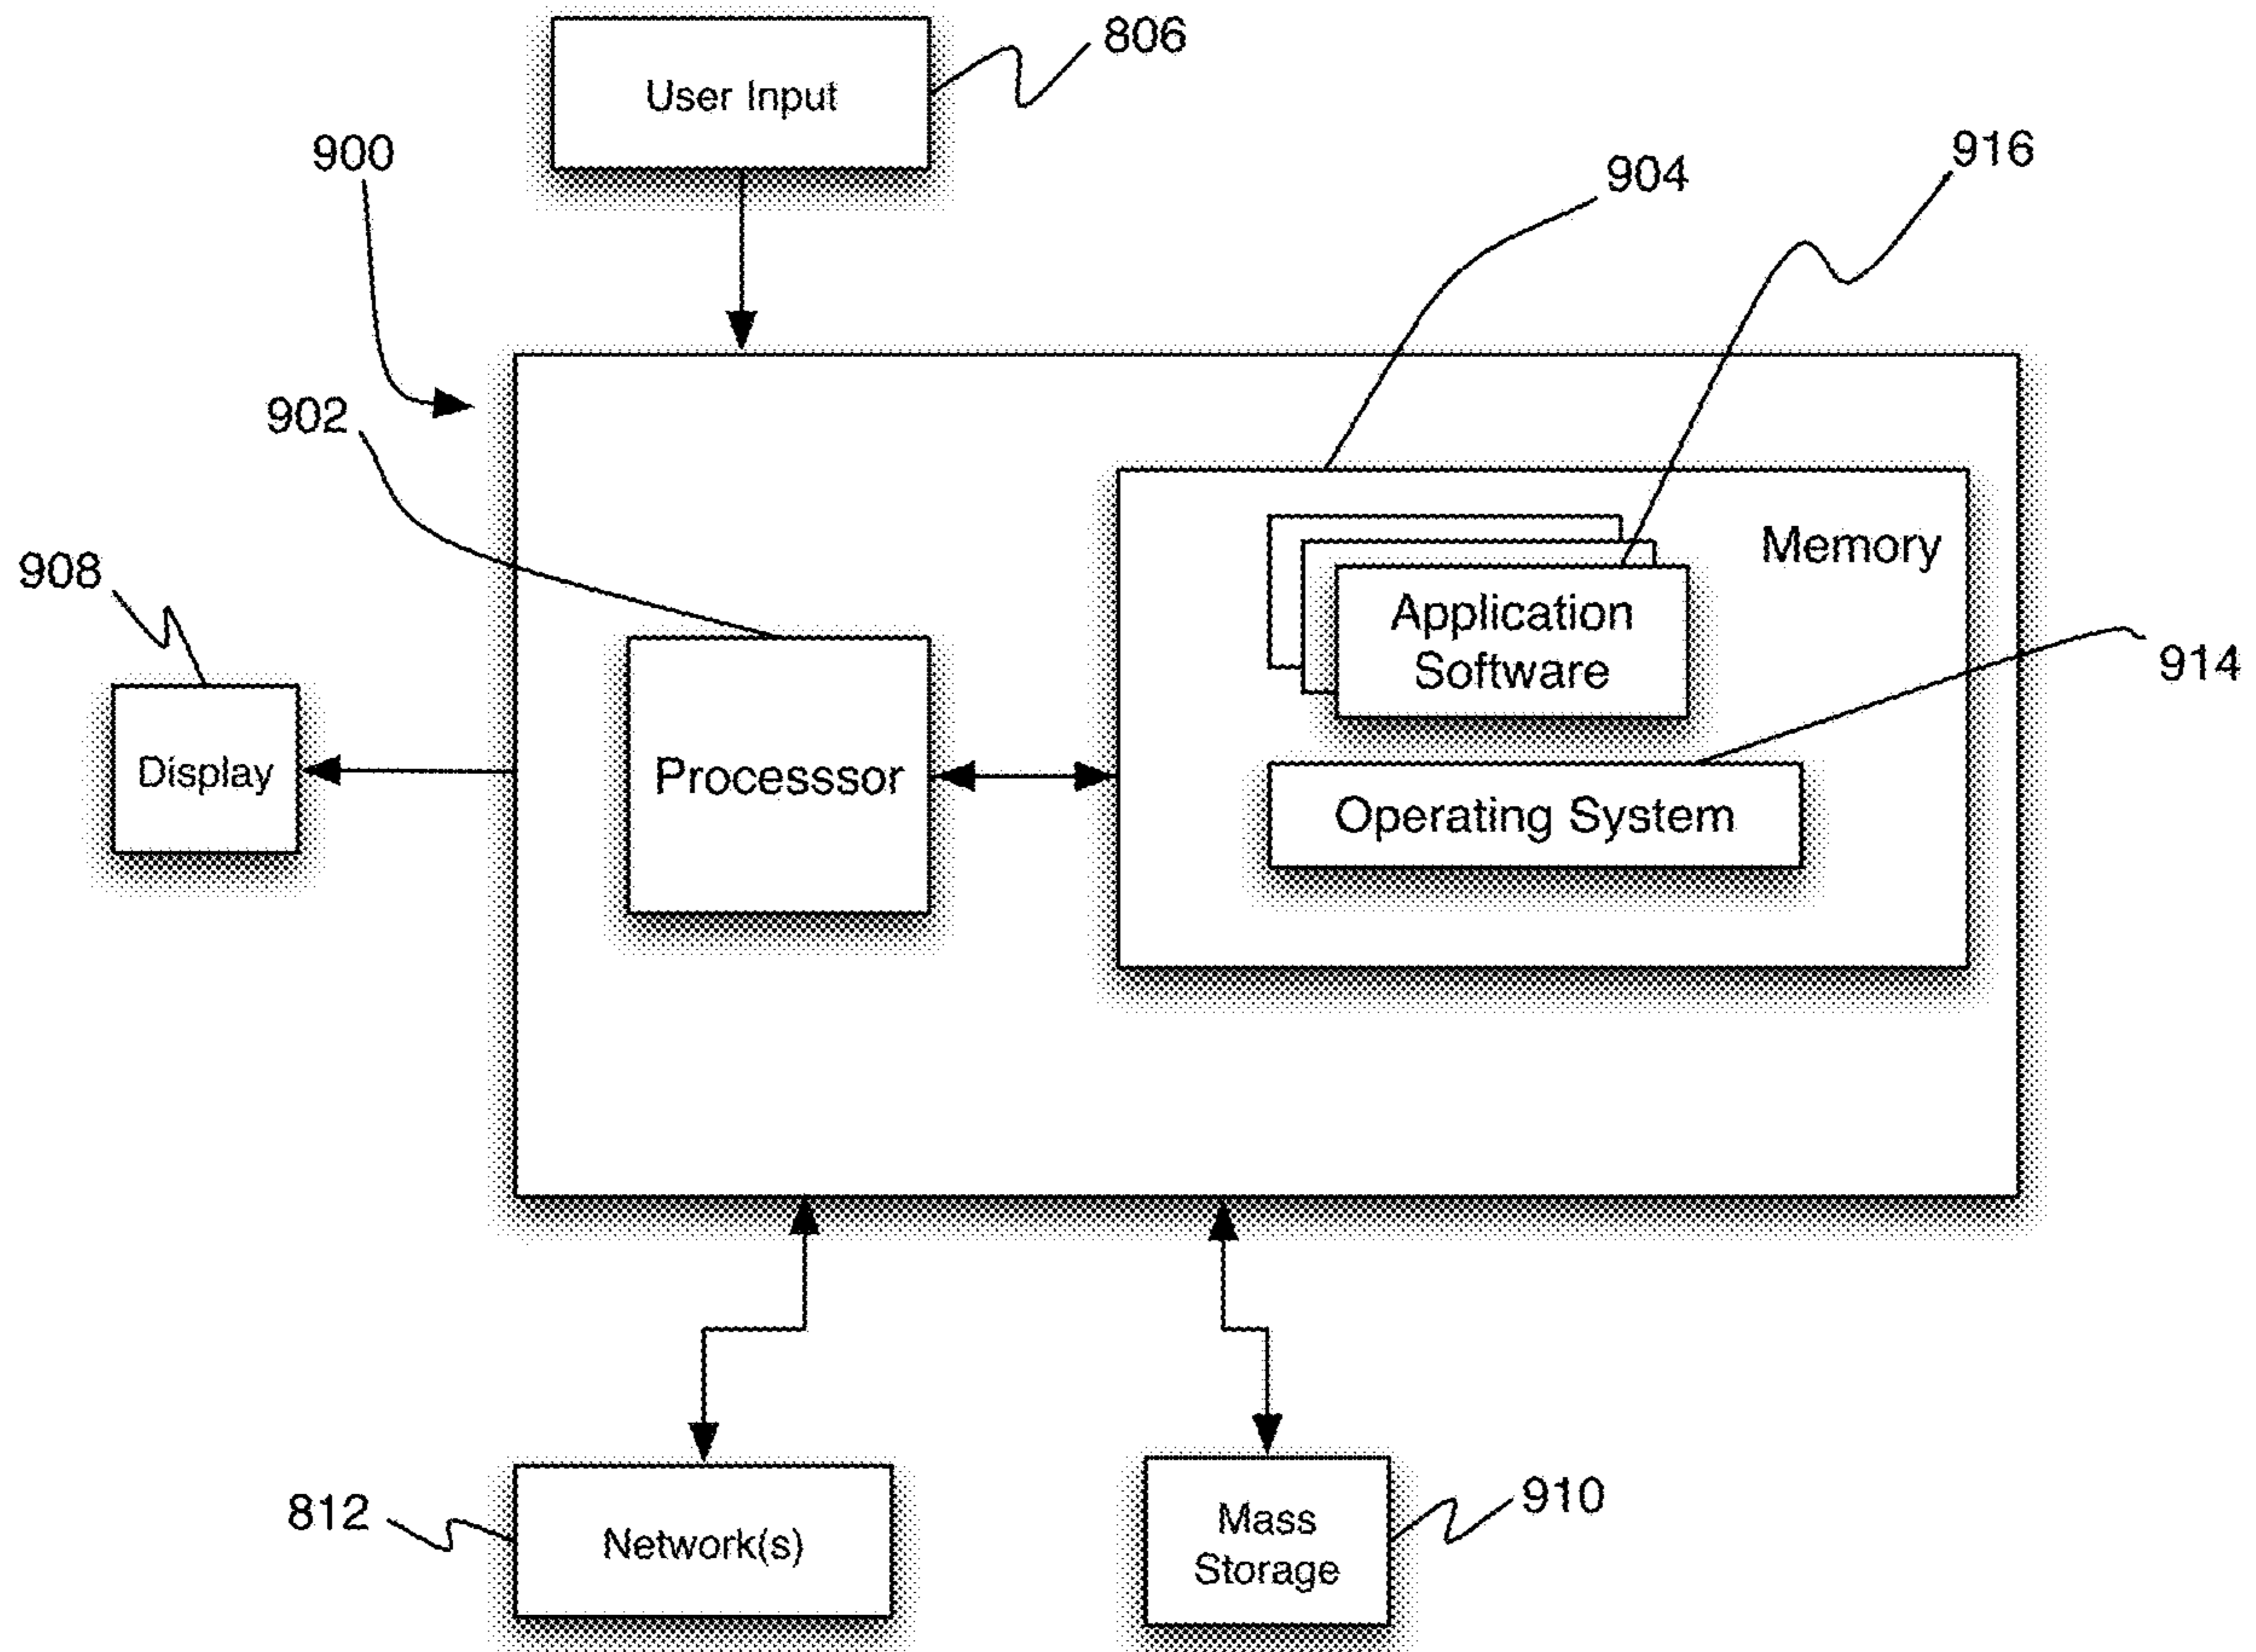 806
User Input
900
916
904
902
Memory
908
Application
Software
914
Display
Processsor
Operating System
812
Network(s)
Mass
Storage
910